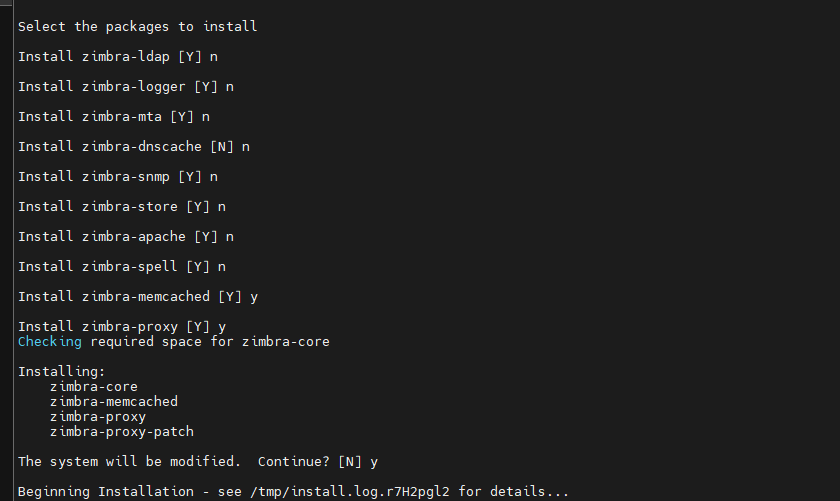 Select the packages to install
Install zimbra-ldap [Y] n
Install zimbra-logger [Y] n
Install zimbra-mta [Y] n
Install zimbra-dnscache [N] n
Install zimbra-snmp [Y] n
Install zimbra-store [Y] n
Install zimbra-apache [Y] n
Install zimbra-spell [Y] n
Install zimbra-memcached [Y] y
Install zimbra-proxy [Y] y
Checking required space for zimbra-core
Installing:
    zimbra-core
    zimbra-memcached
    zimbra-proxy
    zimbra-proxy-patch
The system will be modified.  Continue? [N] y
Beginning Installation - see /tmp/install.log.r7H2pgl2 for details...